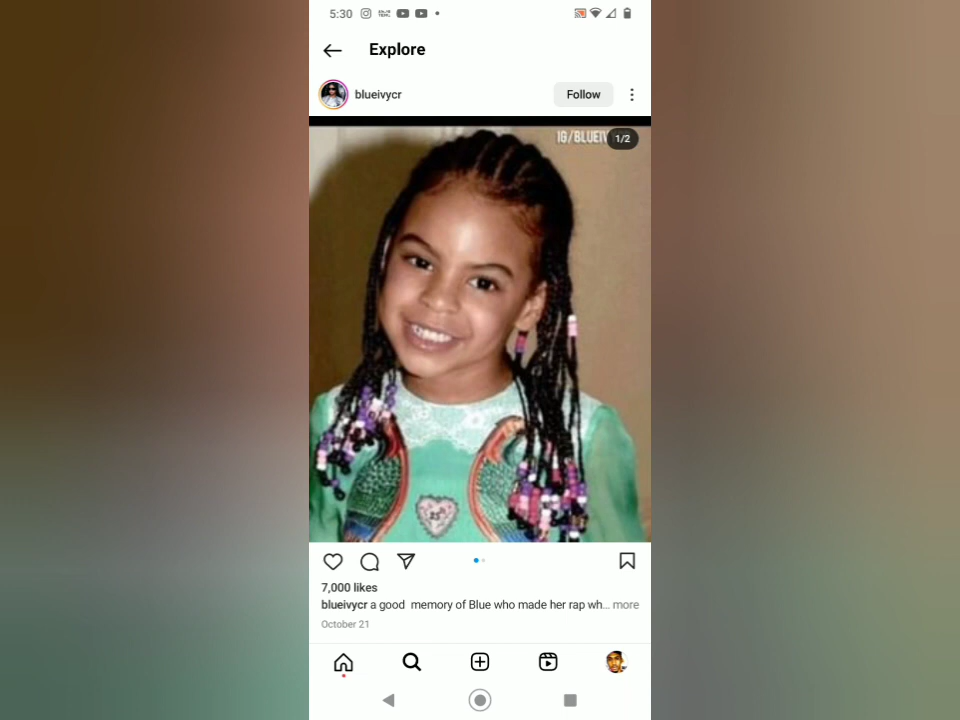 5:30
Explore
blueivycr
Follow
IG/BLUEIV
1/2
7,000 likes
blueivycr a good memory of Blue who made her rap wh... more
October 21